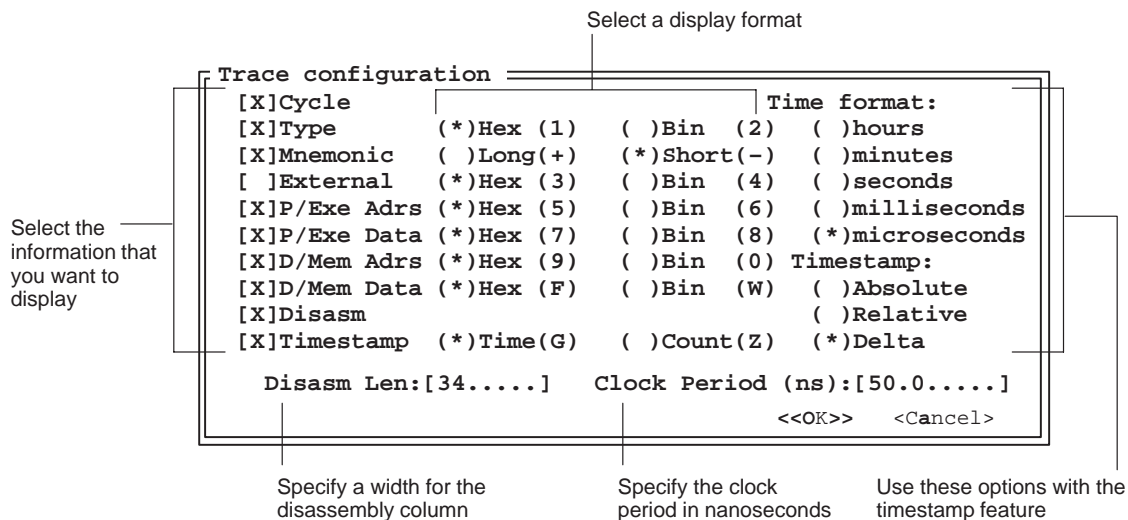 Select a display format
Trace configuration
[X]Cycle Time format:
[X]Type (*)Hex (1) ( )Bin (2) ( )hours
[X]Mnemonic ( )Long(+) (*)Short(−) ( )minutes
[ ]External (*)Hex (3) ( )Bin (4) ( )seconds
[X]P/Exe Adrs (*)Hex (5) ( )Bin (6) ( )milliseconds
[X]P/Exe Data (*)Hex (7) ( )Bin (8) (*)microseconds
[X]D/Mem Adrs (*)Hex (9) ( )Bin (0) Timestamp:
[X]D/Mem Data (*)Hex (F) ( )Bin (W) ( )Absolute
[X]Disasm ( )Relative
[X]Timestamp (*)Time(G) ( )Count(Z) (*)Delta
Disasm Len:[34.....] Clock Period (ns):[50.0.....]
<<OK>> <Cancel>
Select the
information that
you want to
display
Specify a width for the
disassembly column
Specify the clock
period in nanoseconds
Use these options with the
timestamp feature